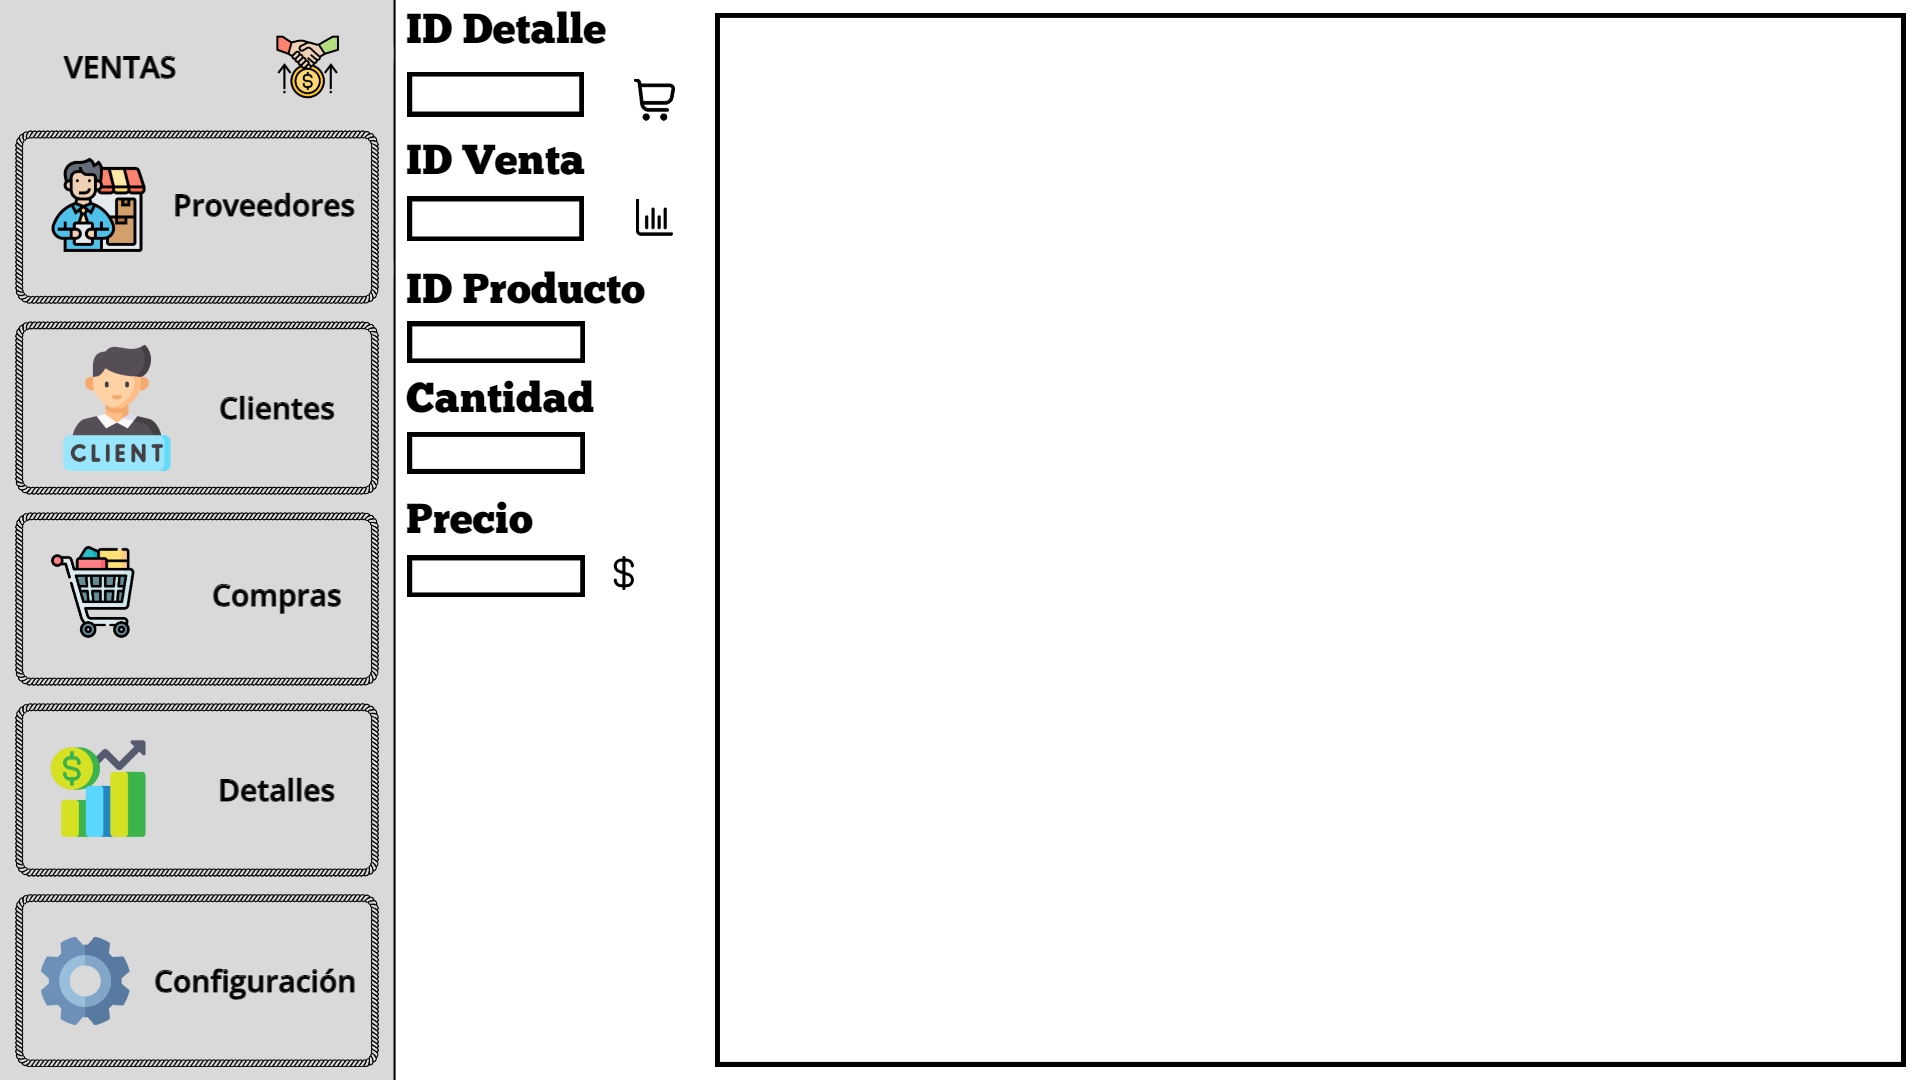 VENTAS
Proveedores
Clientes
CLIENT
Compras
$
Detalles
Configuración
ID Detalle
ID Venta
ID Producto
Cantidad
Precio
$